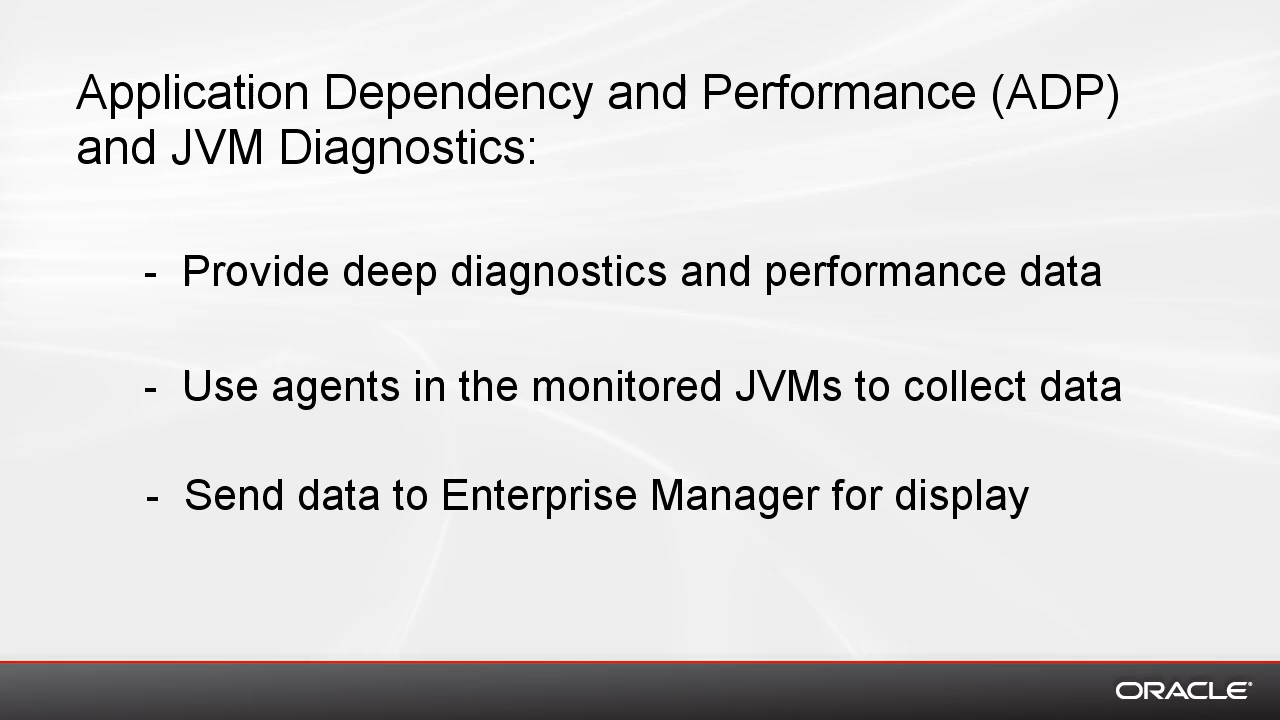 Application Dependency and Performance (ADP)
and JVM Diagnostics:
- Provide deep diagnostics and performance data
- Use agents in the monitored JVMs to collect data
- Send data to Enterprise Manager for display
ORACLE®